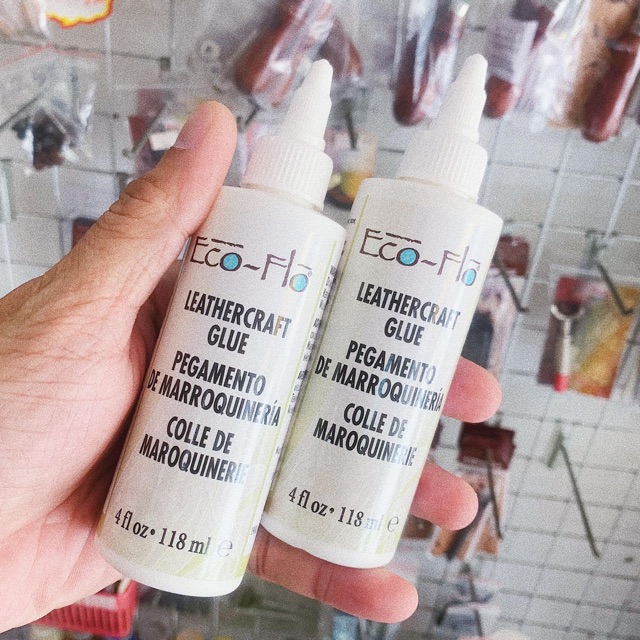 Eco-Flo
LEATHERCRAFT
GLUE
PEGAMENTO
DE MARROQUINERÍA
COLLE DE
MAROQUINERIE
4 fl oz • 118 ml ℮
Eco-Flo
LEATHERCRAFT
GLUE
PEGAMENTO
DE MARROQUINERÍA
COLLE DE
MAROQUINERIE
4 fl oz • 118 ml ℮